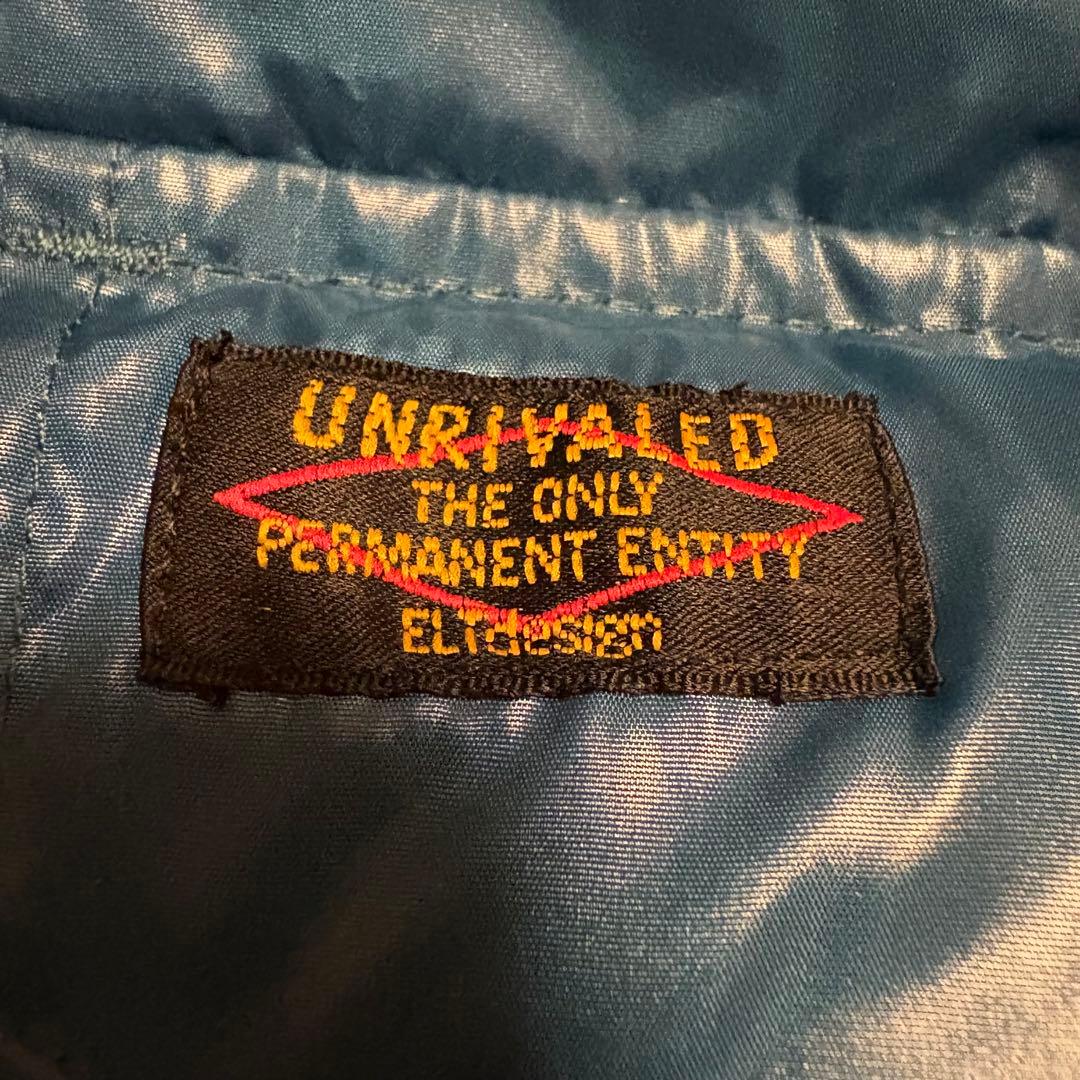 UNRIVALED
THE ONLY
PERMANENT ENTITY
ELTdesign